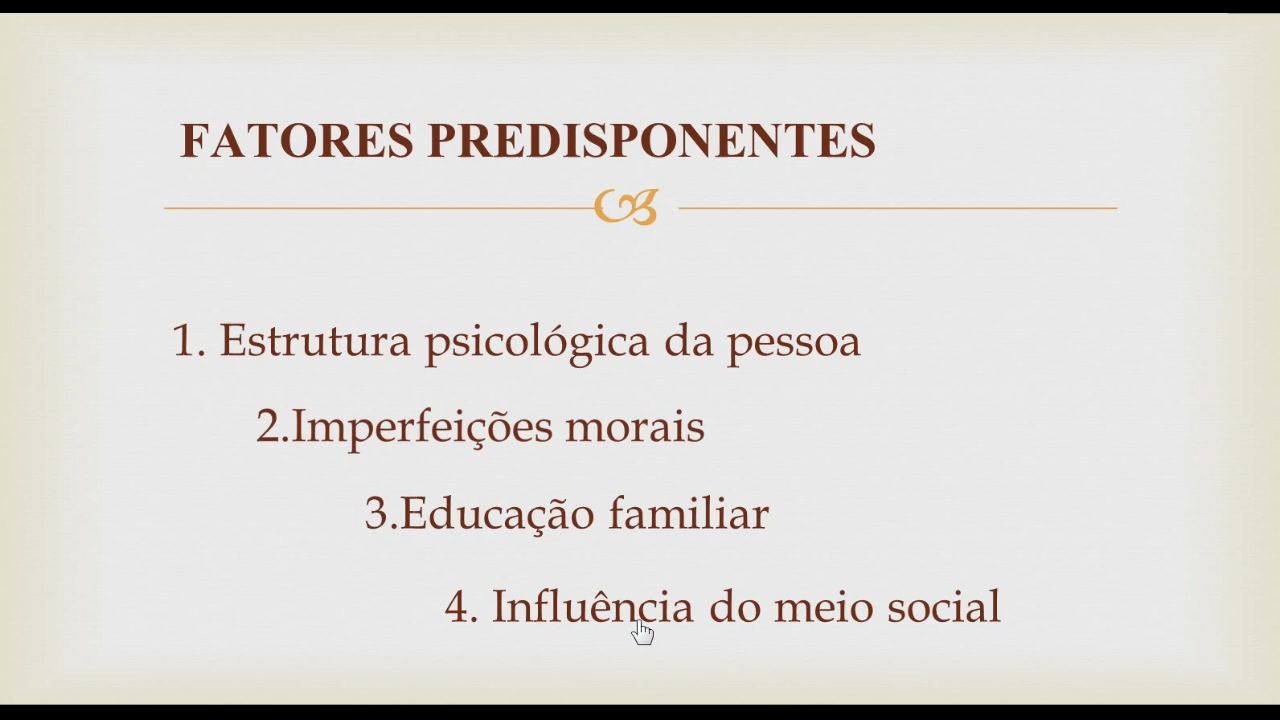 FATORES PREDISPONENTES
1. Estrutura psicológica da pessoa
2.Imperfeições morais
3.Educação familiar
4. Influência do meio social